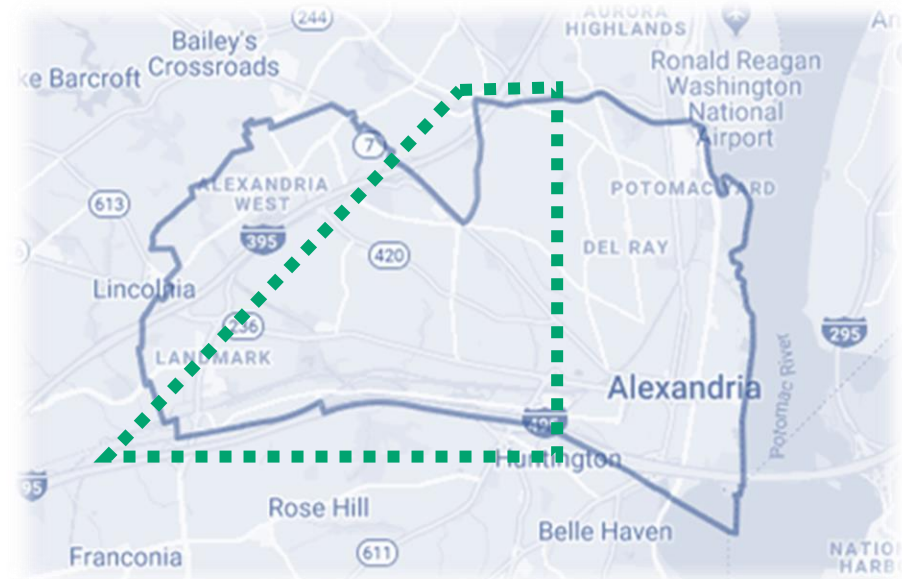 244
AURORA
HIGHLANDS
An
Bailey's
Crossroads
ke Barcroft
Ronald Reagan
Washington
National
Airport
7
ALEXANDRIA
WEST
POTOMAC YARD
613
395
420
DEL RAY
Lincolnia
236
LANDMARK
295
Alexandria
Potomac River
495
Huntington
95
Rose Hill
Belle Haven
Franconia
611
NATIO
HARB